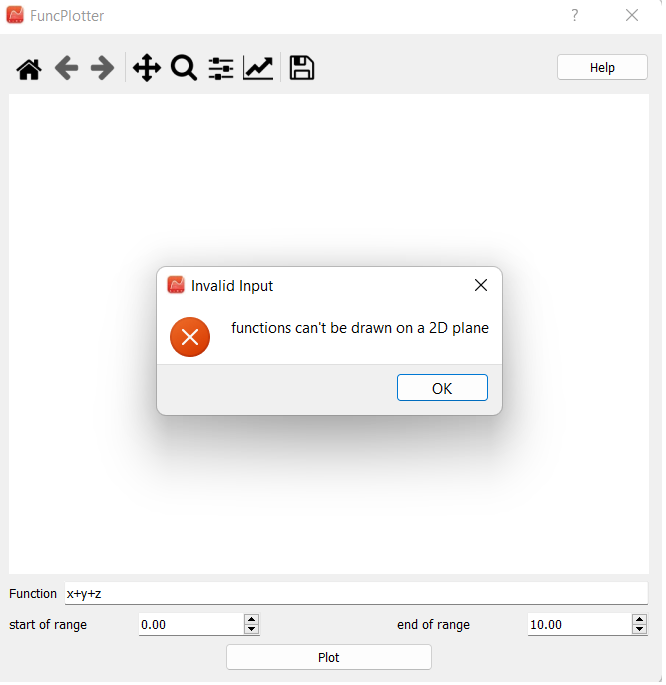 FuncPlotter
Help
Invalid Input
functions can't be drawn on a 2D plane
OK
Function x+y+z
start of range 0.00 end of range 10.00
Plot